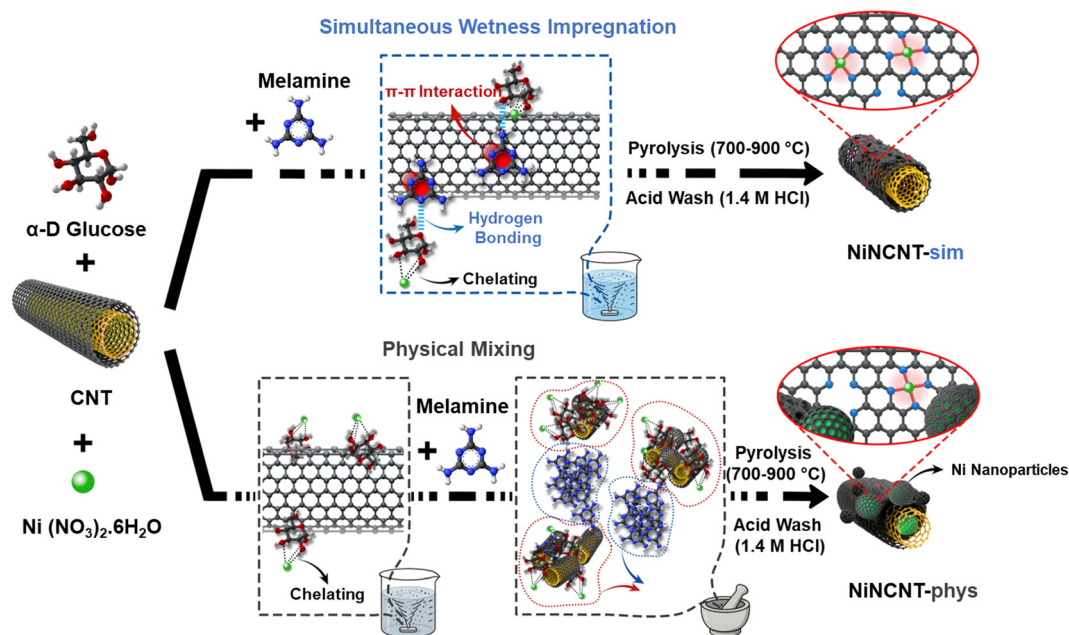 Simultaneous Wetness Impregnation
Melamine
+
π-π Interaction
Hydrogen
Bonding
Chelating
Pyrolysis (700-900 °C)
Acid Wash (1.4 M HCl)
NiNCNT-sim
α-D Glucose
+
CNT
+
Ni (NO₃)₂.6H₂O
Physical Mixing
Chelating
Melamine
+
Pyrolysis
(700-900 °C)
Acid Wash
(1.4 M HCl)
Ni Nanoparticles
NiNCNT-phys